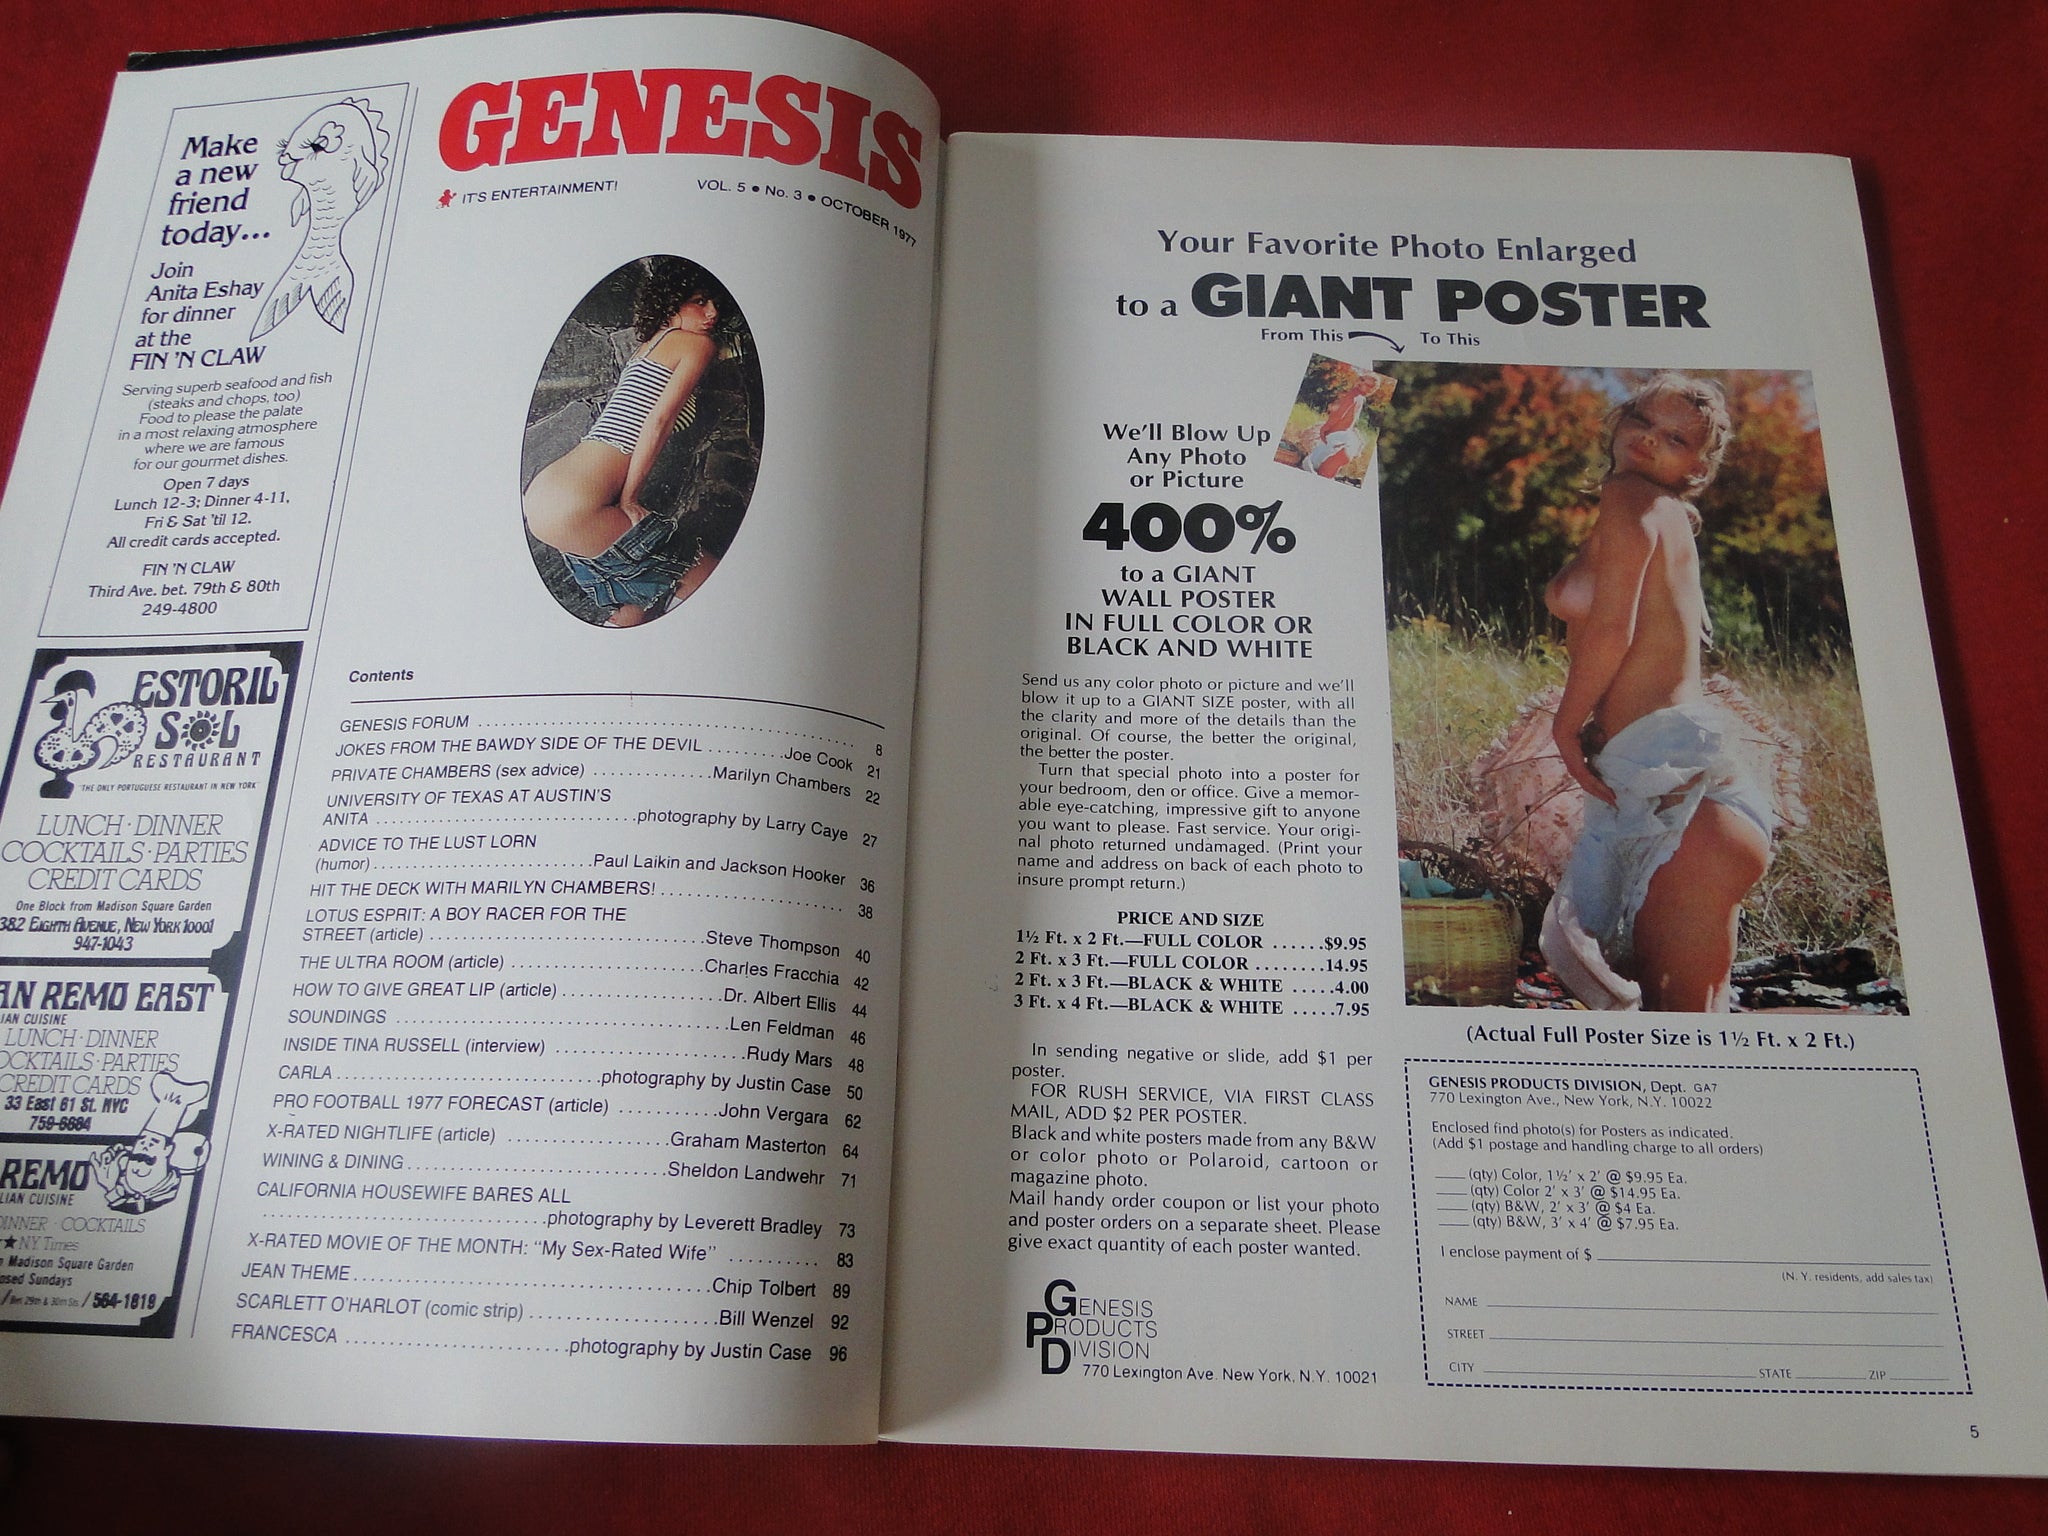 Make
a new
friend
today...
Join
Anita Eshay
for dinner
at the
FIN 'N CLAW
Serving superb seafood and fish
(steaks and chops, too)
Food to please the palate
in a most relaxing atmosphere
where we are famous
for our gourmet dishes.
Open 7 days
Lunch 12-3; Dinner 4-11,
Fri & Sat 'til 12.
All credit cards accepted.
FIN 'N CLAW
Third Ave. bet. 79th & 80th
249-4800
ESTORIL
SOL
RESTAURANT
"THE ONLY PORTUGUESE RESTAURANT IN NEW YORK"
LUNCH · DINNER
COCKTAILS · PARTIES
CREDIT CARDS
One Block from Madison Square Garden
382 EIGHTH AVENUE, NEW YORK 10001
947-1043
AN REMO EAST
IAN CUISINE
LUNCH · DINNER
OCKTAILS · PARTIES
CREDIT CARDS
33 East 61 St. NYC
759-6684
REMO
LIAN CUISINE
DINNER · COCKTAILS
★ NY Times
Madison Square Garden
osed Sundays
/ Bet. 29th & 30th Sts. / 564-1819
GENESIS
IT'S ENTERTAINMENT!
VOL. 5 ● No. 3 ● OCTOBER 1977
Contents
GENESIS FORUM ........ 8
JOKES FROM THE BAWDY SIDE OF THE DEVIL ........ Joe Cook 21
PRIVATE CHAMBERS (sex advice) ........ Marilyn Chambers 22
UNIVERSITY OF TEXAS AT AUSTIN'S
ANITA ........ photography by Larry Caye 27
ADVICE TO THE LUST LORN
(humor) ........ Paul Laikin and Jackson Hooker 36
HIT THE DECK WITH MARILYN CHAMBERS! ........ 38
LOTUS ESPRIT: A BOY RACER FOR THE
STREET (article) ........ Steve Thompson 40
THE ULTRA ROOM (article) ........ Charles Fracchia 42
HOW TO GIVE GREAT LIP (article) ........ Dr. Albert Ellis 44
SOUNDINGS ........ Len Feldman 46
INSIDE TINA RUSSELL (interview) ........ Rudy Mars 48
CARLA ........ photography by Justin Case 50
PRO FOOTBALL 1977 FORECAST (article) ........ John Vergara 62
X-RATED NIGHTLIFE (article) ........ Graham Masterton 64
WINING & DINING ........ Sheldon Landwehr 71
CALIFORNIA HOUSEWIFE BARES ALL
........ photography by Leverett Bradley 73
X-RATED MOVIE OF THE MONTH: "My Sex-Rated Wife" ........ 83
JEAN THEME ........ Chip Tolbert 89
SCARLETT O'HARLOT (comic strip) ........ Bill Wenzel 92
FRANCESCA ........ photography by Justin Case 96
Your Favorite Photo Enlarged
to a GIANT POSTER
From This To This
We'll Blow Up
Any Photo
or Picture
400%
to a GIANT
WALL POSTER
IN FULL COLOR OR
BLACK AND WHITE
Send us any color photo or picture and we'll
blow it up to a GIANT SIZE poster, with all
the clarity and more of the details than the
original. Of course, the better the original,
the better the poster.
Turn that special photo into a poster for
your bedroom, den or office. Give a memor-
able eye-catching, impressive gift to anyone
you want to please. Fast service. Your origi-
nal photo returned undamaged. (Print your
name and address on back of each photo to
insure prompt return.)
PRICE AND SIZE
1½ Ft. x 2 Ft.—FULL COLOR ......$9.95
2 Ft. x 3 Ft.—FULL COLOR ........14.95
2 Ft. x 3 Ft.—BLACK & WHITE .....4.00
3 Ft. x 4 Ft.—BLACK & WHITE .....7.95
In sending negative or slide, add $1 per
poster.
FOR RUSH SERVICE, VIA FIRST CLASS
MAIL, ADD $2 PER POSTER.
Black and white posters made from any B&W
or color photo or Polaroid, cartoon or
magazine photo.
Mail handy order coupon or list your photo
and poster orders on a separate sheet. Please
give exact quantity of each poster wanted.
GENESIS
PRODUCTS
DIVISION
770 Lexington Ave. New York, N.Y. 10021
(Actual Full Poster Size is 1½ Ft. x 2 Ft.)
GENESIS PRODUCTS DIVISION, Dept. GA7
770 Lexington Ave., New York, N.Y. 10022
Enclosed find photo(s) for Posters as indicated.
(Add $1 postage and handling charge to all orders)
____ (qty) Color, 1½' x 2' @ $9.95 Ea.
____ (qty) Color 2' x 3' @ $14.95 Ea.
____ (qty) B&W, 2' x 3' @ $4 Ea.
____ (qty) B&W, 3' x 4' @ $7.95 Ea.
I enclose payment of $ ____
(N. Y. residents, add sales tax)
NAME ____
STREET ____
CITY ____ STATE ____ ZIP ____
5